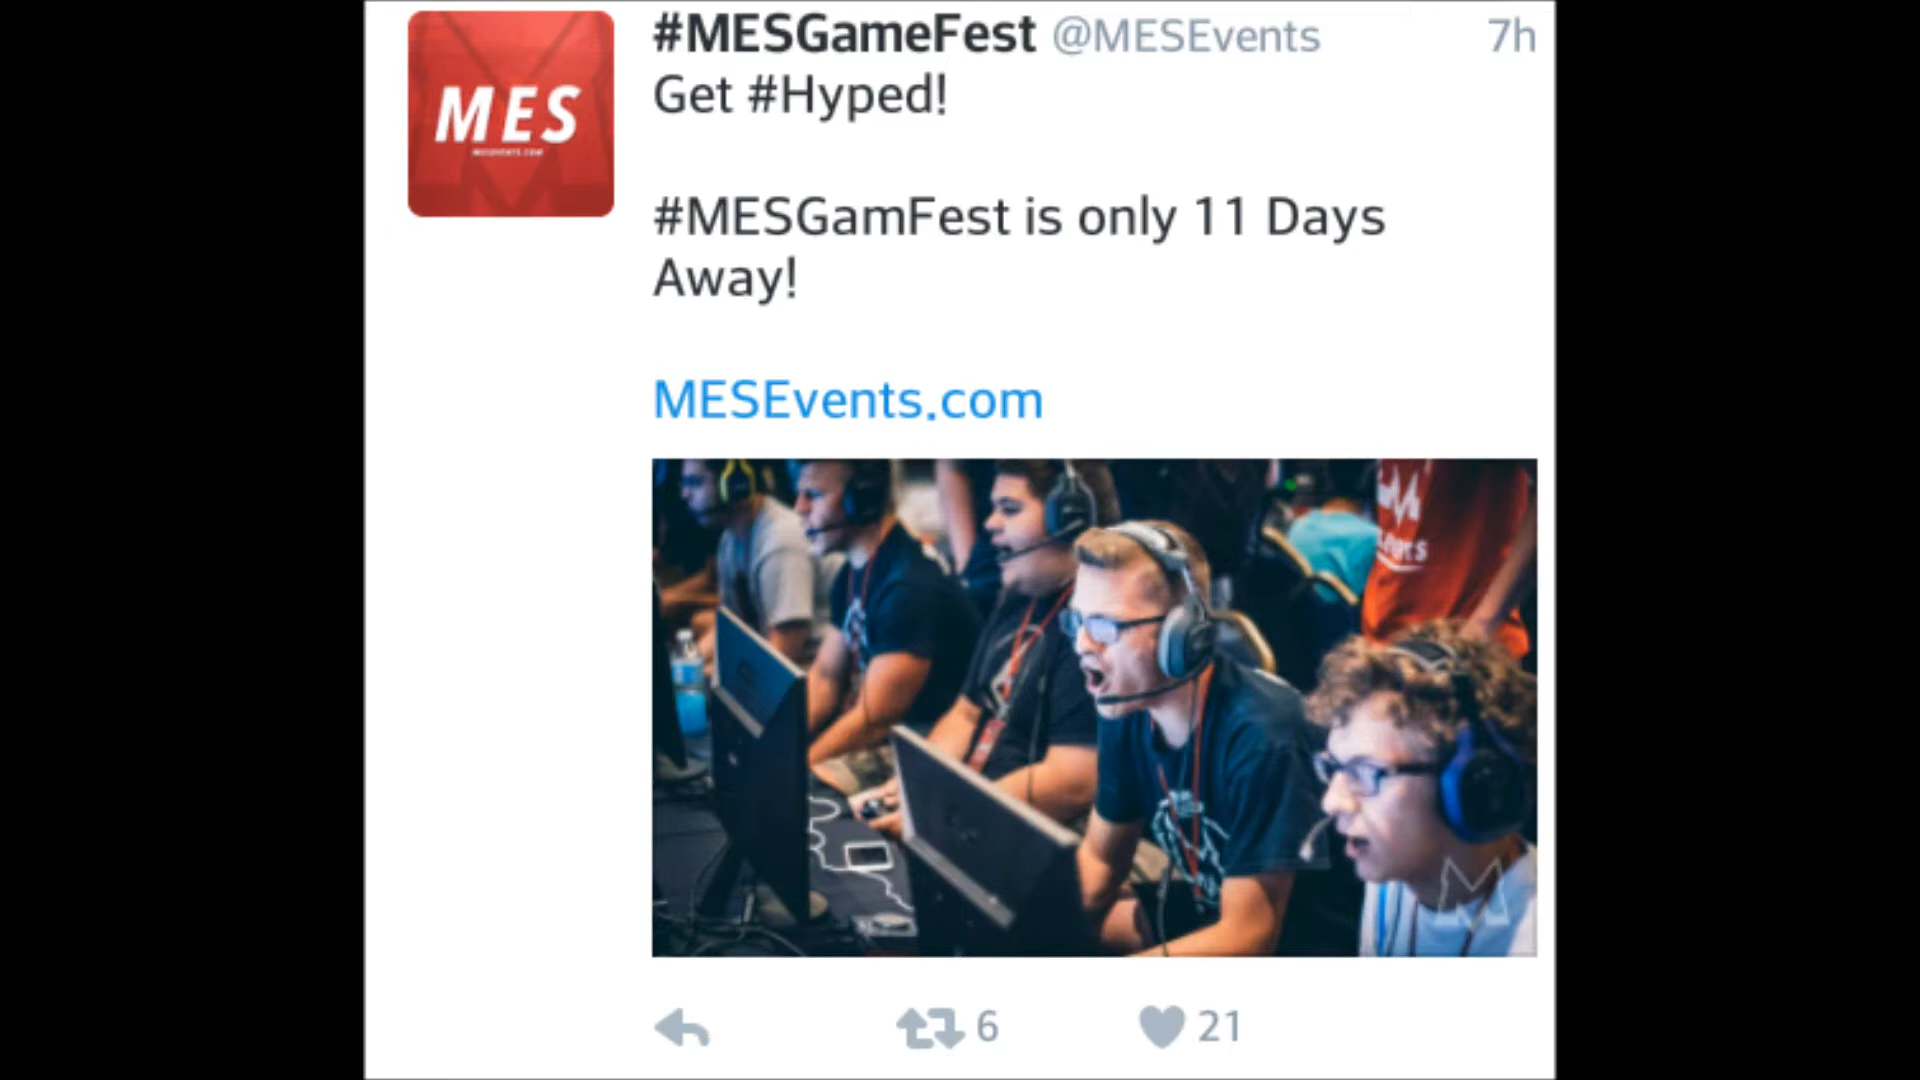 MES
#MESGameFest @MESEvents 7h
Get #Hyped!
#MESGamFest is only 11 Days
Away!
MESEvents.com
6 21